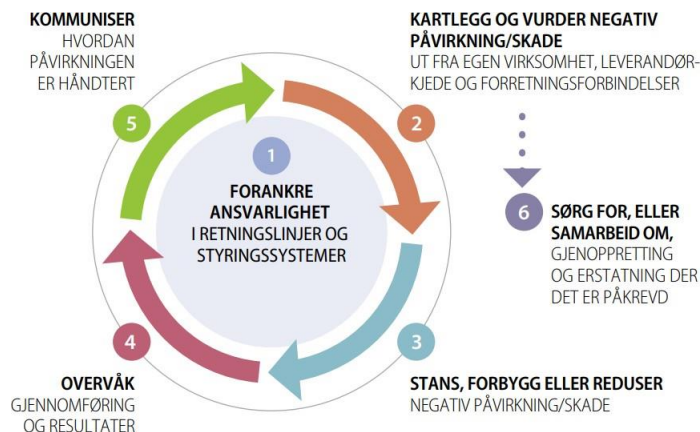 1
FORANKRE
ANSVARLIGHET
I RETNINGSLINJER OG
STYRINGSSYSTEMER
2
KARTLEGG OG VURDER NEGATIV
PÅVIRKNING/SKADE
UT FRA EGEN VIRKSOMHET, LEVERANDØR-
KJEDE OG FORRETNINGSFORBINDELSER
3
STANS, FORBYGG ELLER REDUSER
NEGATIV PÅVIRKNING/SKADE
4
OVERVÅK
GJENNOMFØRING
OG RESULTATER
5
KOMMUNISER
HVORDAN
PÅVIRKNINGEN
ER HÅNDTERT
6
SØRG FOR, ELLER
SAMARBEID OM,
GJENOPPRETTING
OG ERSTATNING DER
DET ER PÅKREVD